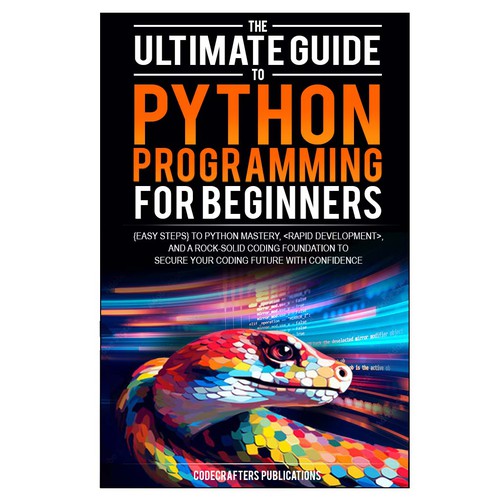 THE
ULTIMATE GUIDE
TO
PYTHON
PROGRAMMING
FOR BEGINNERS
{EASY STEPS} TO PYTHON MASTERY, <RAPID DEVELOPMENT>,
AND A ROCK-SOLID CODING FOUNDATION TO
SECURE YOUR CODING FUTURE WITH CONFIDENCE
CODECRAFTERS PUBLICATIONS